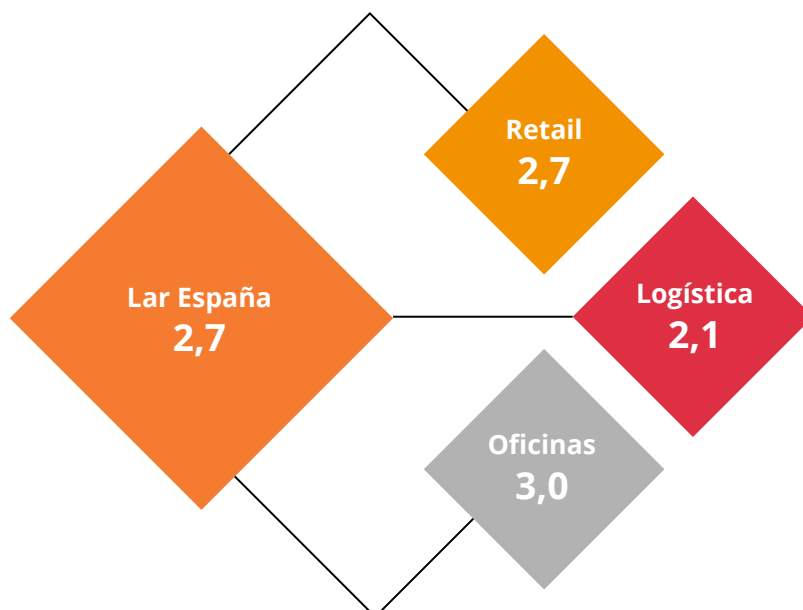 Retail
2,7
Lar España
2,7
Logística
2,1
Oficinas
3,0